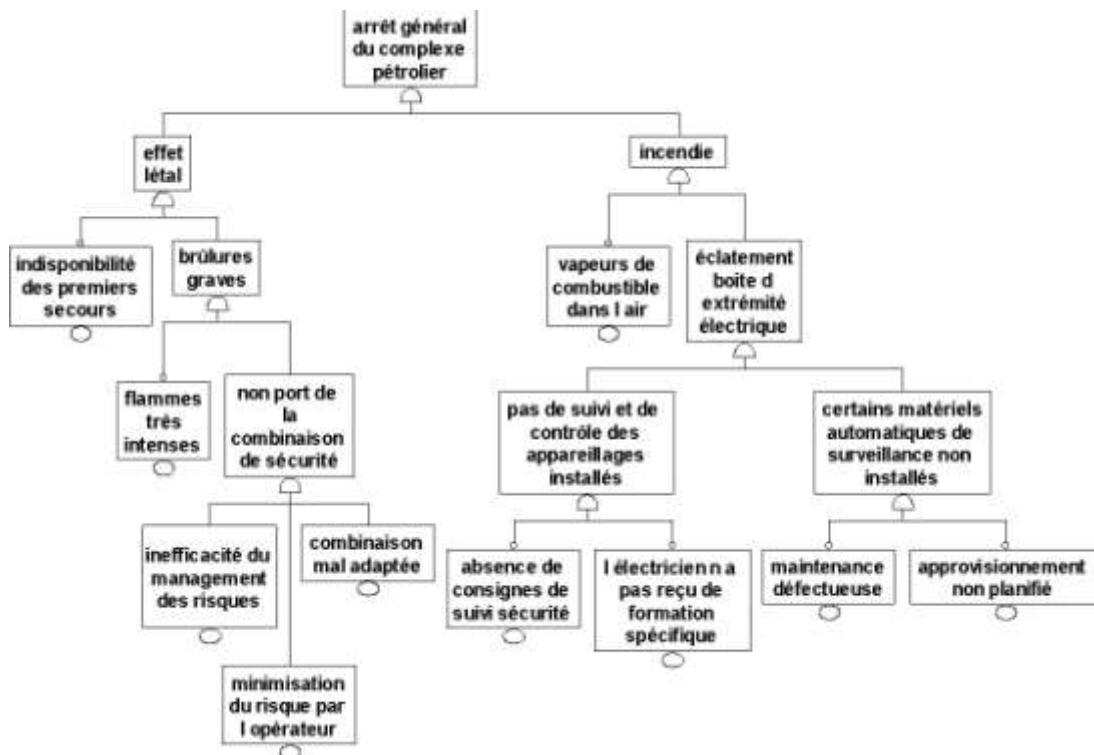 arrêt général
du complexe
pétrolier
effet
létal
incendie
indisponibilité
des premiers
secours
brûlures
graves
vapeurs de
combustible
dans l air
éclatement
boîte d
extrémité
électrique
flammes
très
intenses
non port de
la
combinaison
de sécurité
pas de suivi et de
contrôle des
appareillages
installés
certains matériels
automatiques de
surveillance non
installés
inefficacité du
management
des risques
combinaison
mal adaptée
absence de
consignes de
suivi sécurité
l électricien n a
pas reçu de
formation
spécifique
maintenance
défectueuse
approvisionnement
non planifié
minimisation
du risque par
l opérateur